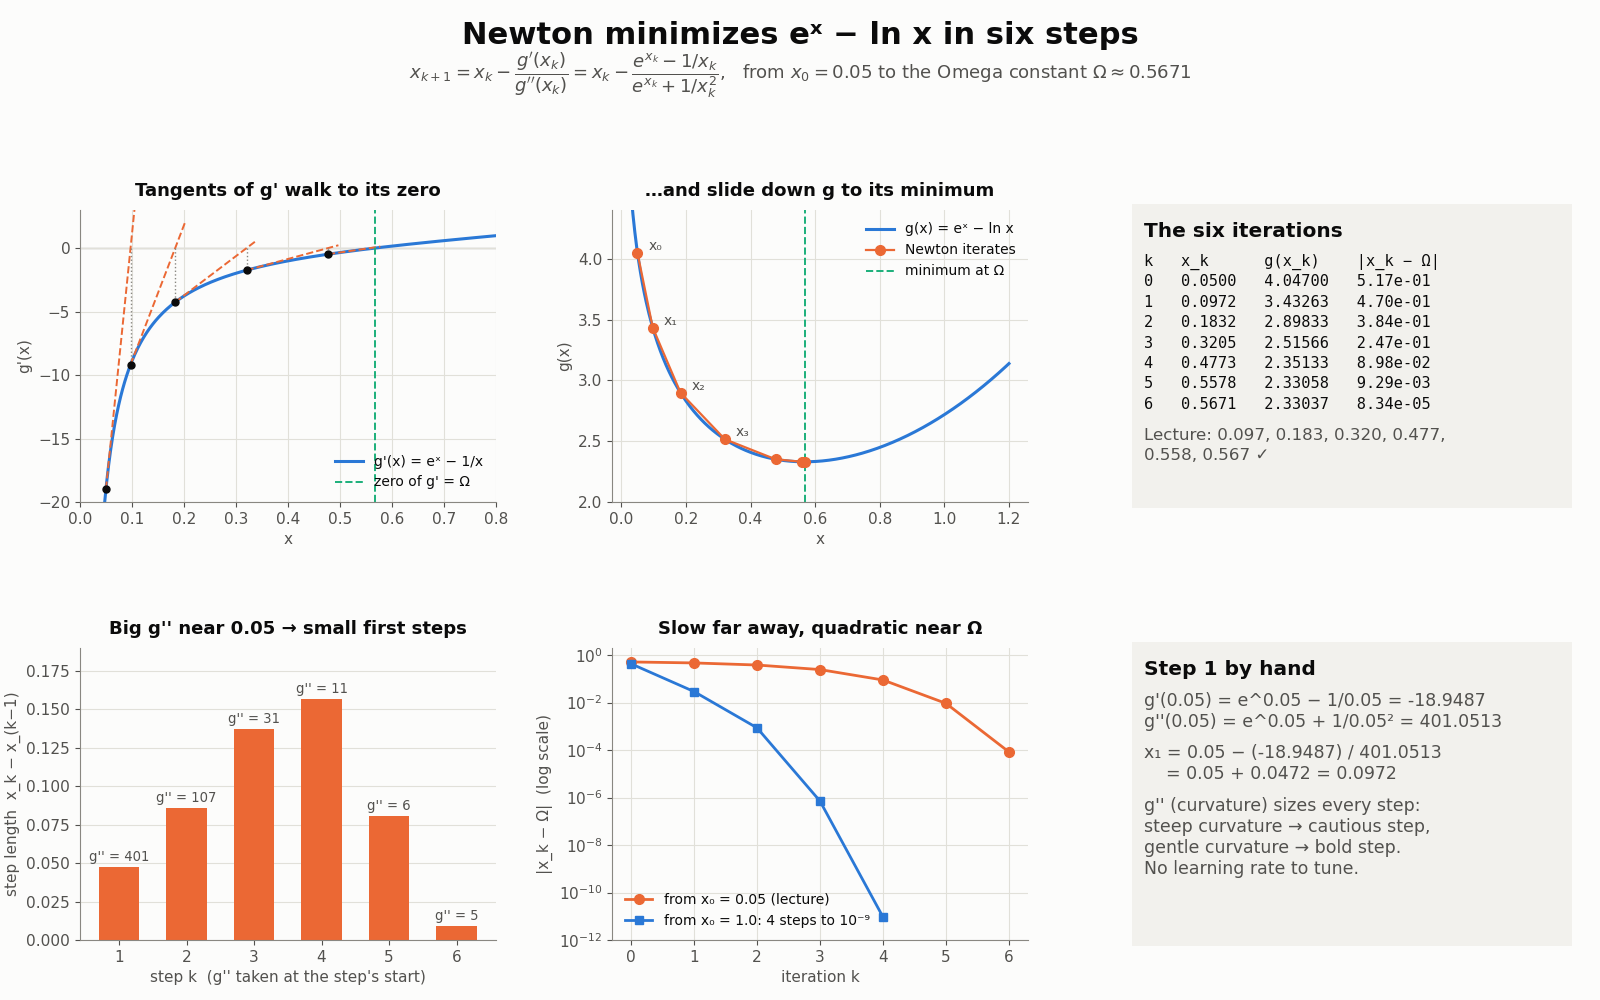 Newton minimizes eˣ − ln x in six steps
x_{k+1} = x_k − g′(x_k)/g″(x_k) = x_k − (e^{x_k} − 1/x_k)/(e^{x_k} + 1/x_k²),   from x₀ = 0.05 to the Omega constant Ω ≈ 0.5671
Tangents of g' walk to its zero
g'(x)
0
−5
−10
−15
−20
g'(x) = eˣ − 1/x
zero of g' = Ω
0.0 0.1 0.2 0.3 0.4 0.5 0.6 0.7 0.8
x
…and slide down g to its minimum
g(x)
4.0
3.5
3.0
2.5
2.0
g(x) = eˣ − ln x
Newton iterates
minimum at Ω
x₀
x₁
x₂
x₃
0.0 0.2 0.4 0.6 0.8 1.0 1.2
x
The six iterations
k x_k g(x_k) |x_k − Ω|
0 0.0500 4.04700 5.17e-01
1 0.0972 3.43263 4.70e-01
2 0.1832 2.89833 3.84e-01
3 0.3205 2.51566 2.47e-01
4 0.4773 2.35133 8.98e-02
5 0.5578 2.33058 9.29e-03
6 0.5671 2.33037 8.34e-05
Lecture: 0.097, 0.183, 0.320, 0.477,
0.558, 0.567 ✓
Big g'' near 0.05 → small first steps
step length  x_k − x_(k−1)
0.175
0.150
0.125
0.100
0.075
0.050
0.025
0.000
g'' = 401
g'' = 107
g'' = 31
g'' = 11
g'' = 6
g'' = 5
1 2 3 4 5 6
step k  (g'' taken at the step's start)
Slow far away, quadratic near Ω
|x_k − Ω|  (log scale)
10⁰
10⁻²
10⁻⁴
10⁻⁶
10⁻⁸
10⁻¹⁰
10⁻¹²
from x₀ = 0.05 (lecture)
from x₀ = 1.0: 4 steps to 10⁻⁹
0 1 2 3 4 5 6
iteration k
Step 1 by hand
g'(0.05) = e^0.05 − 1/0.05 = -18.9487
g''(0.05) = e^0.05 + 1/0.05² = 401.0513
x₁ = 0.05 − (-18.9487) / 401.0513
= 0.05 + 0.0472 = 0.0972
g'' (curvature) sizes every step:
steep curvature → cautious step,
gentle curvature → bold step.
No learning rate to tune.